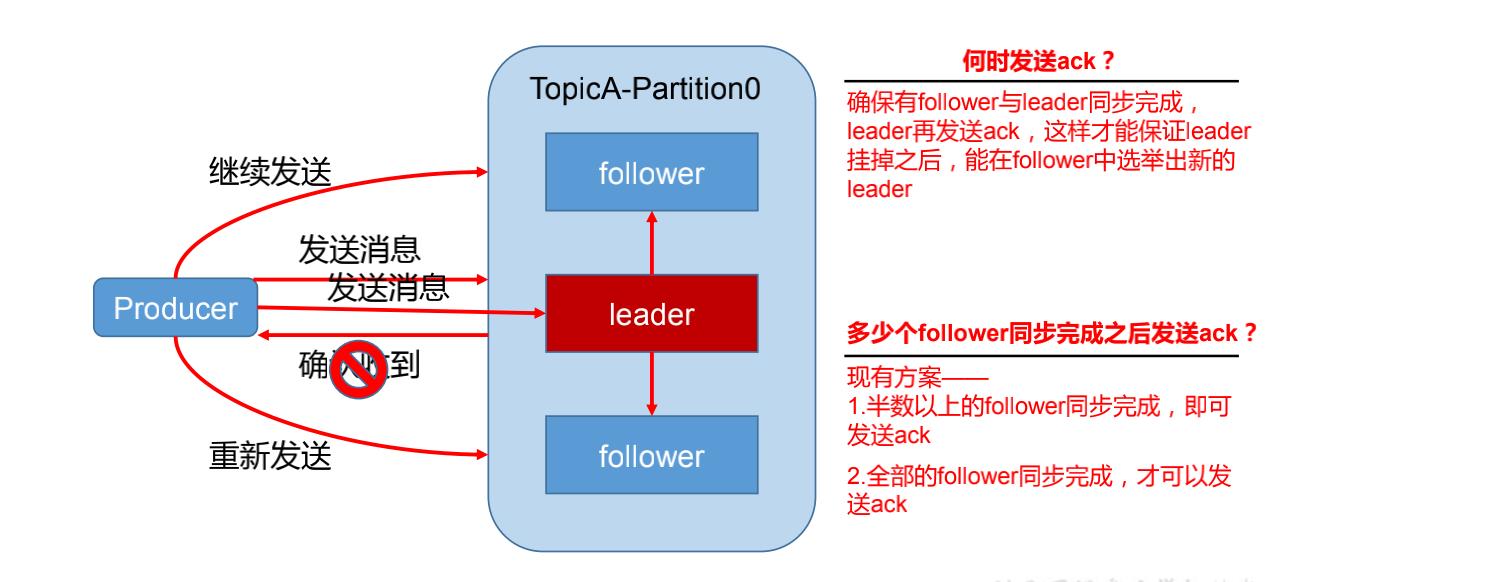 TopicA-Partition0
follower
继续发送
发送消息
发送消息
Producer
leader
确认收到
重新发送
follower
何时发送ack？
确保有follower与leader同步完成，
leader再发送ack，这样才能保证leader
挂掉之后，能在follower中选举出新的
leader
多少个follower同步完成之后发送ack？
现有方案——
1.半数以上的follower同步完成，即可
发送ack
2.全部的follower同步完成，才可以发
送ack